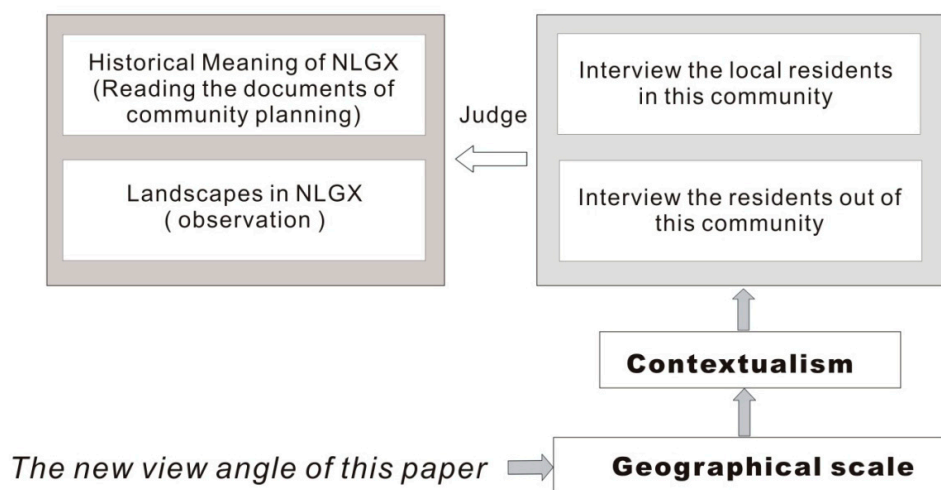 Historical Meaning of NLGX
(Reading the documents of
community planning)
Landscapes in NLGX
( observation )
Judge
Interview the local residents
in this community
Interview the residents out of
this community
Contextualism
The new view angle of this paper
Geographical scale